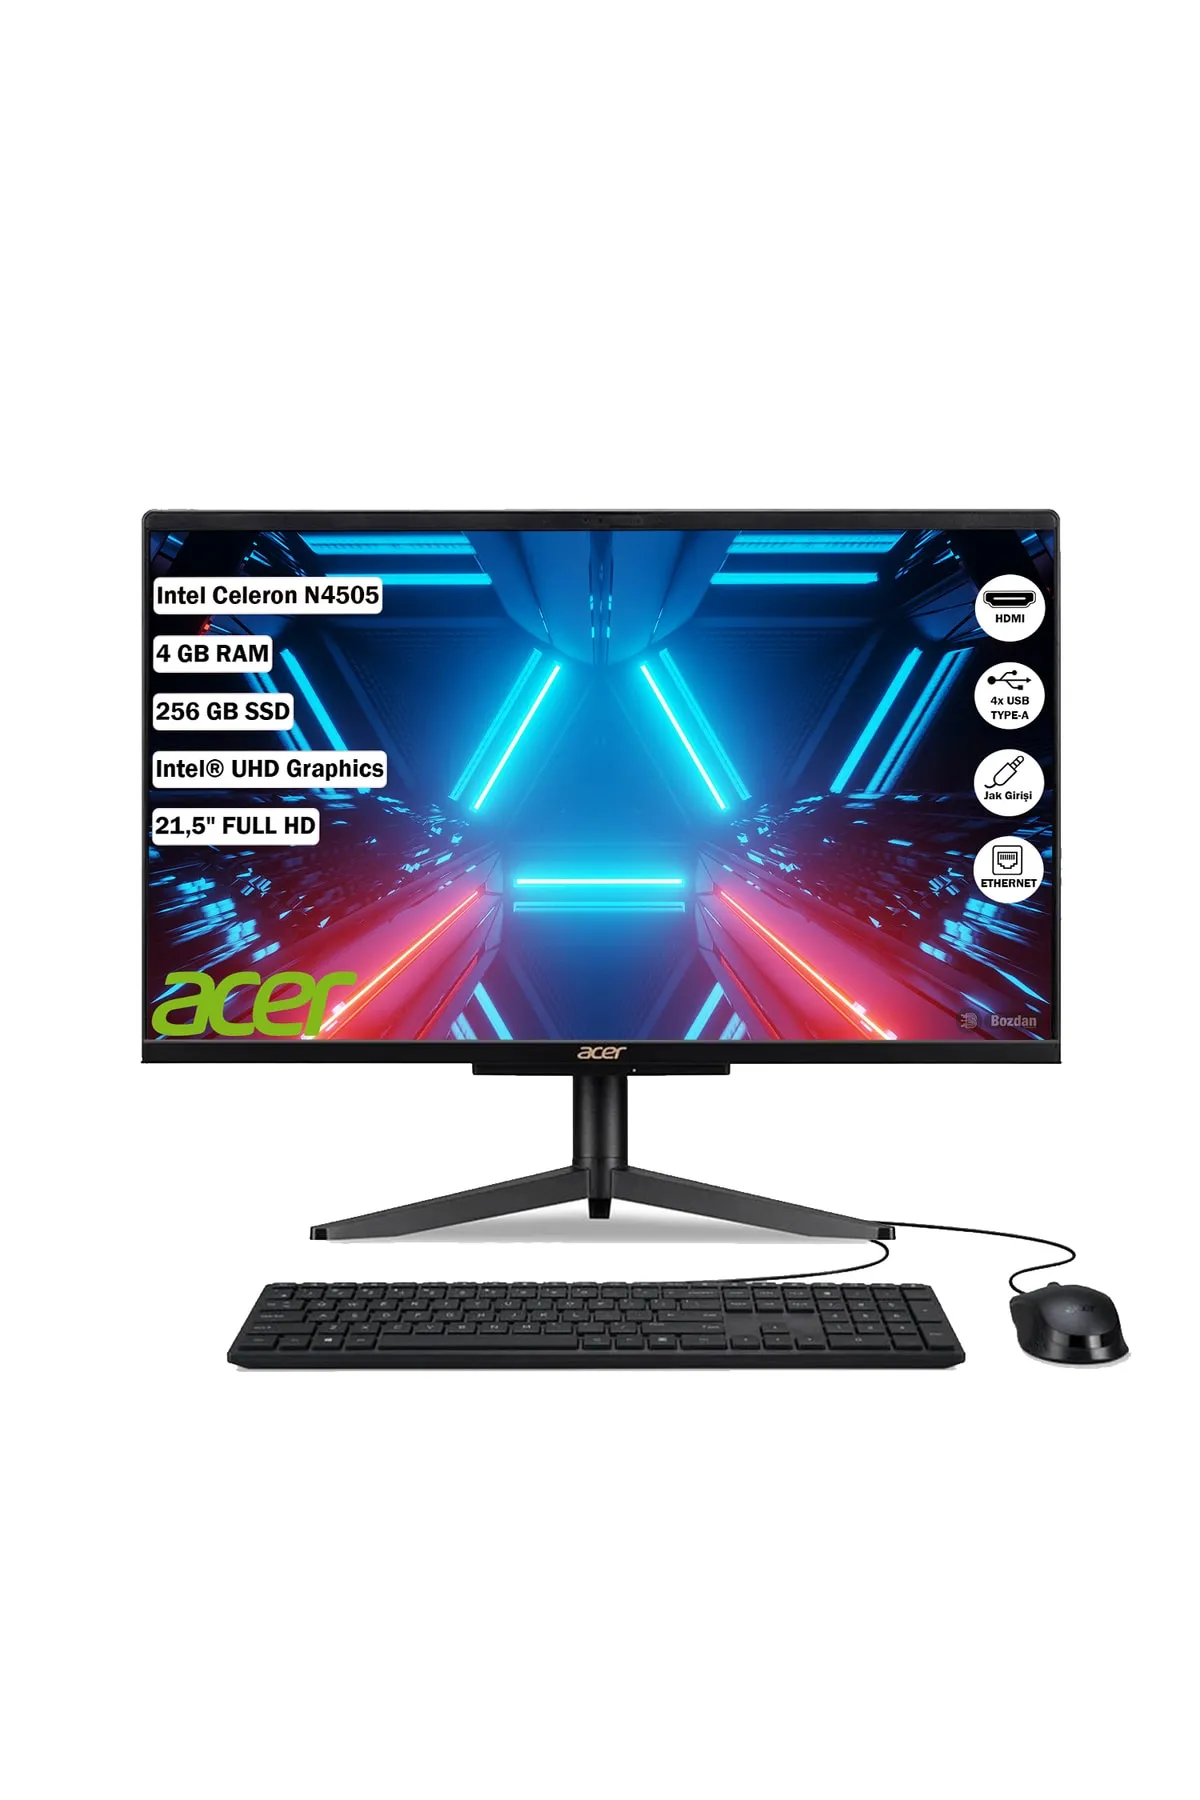 Intel Celeron N4505
4 GB RAM
256 GB SSD
Intel® UHD Graphics
21,5" FULL HD
HDMI
4x USB
TYPE-A
Jak Girişi
ETHERNET
acer
Bozdan
acer
acer